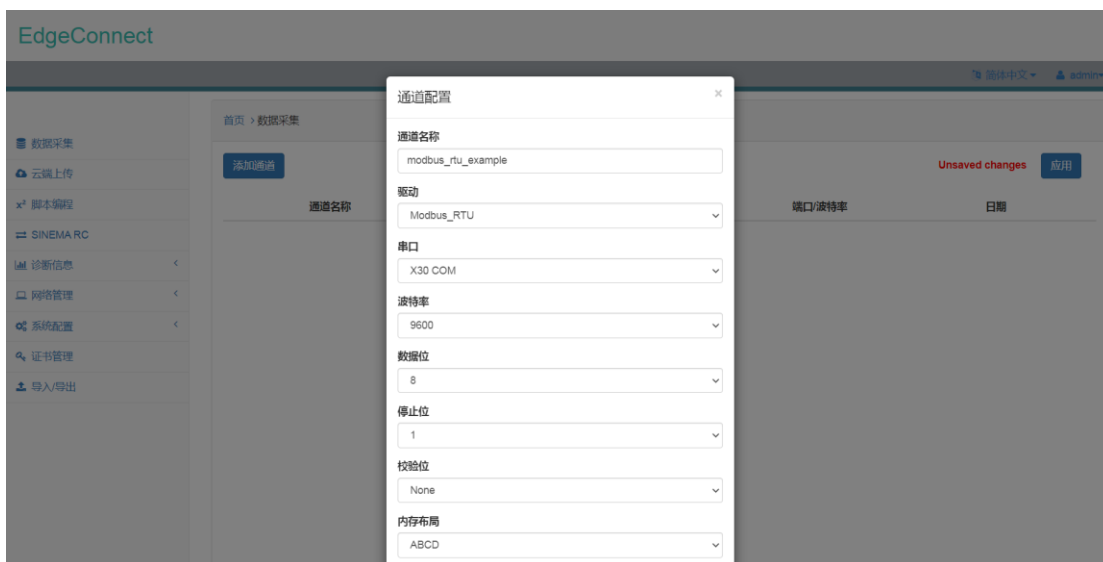 EdgeConnect
简体中文
admin
通道配置
×
首页 > 数据采集
通道名称
modbus_rtu_example
数据采集
云端上传
脚本编程
SINEMA RC
诊断信息
网络管理
系统配置
证书管理
导入/导出
添加通道
Unsaved changes
应用
驱动
Modbus_RTU
通道名称
端口/波特率
日期
串口
X30 COM
波特率
9600
数据位
8
停止位
1
校验位
None
内存布局
ABCD